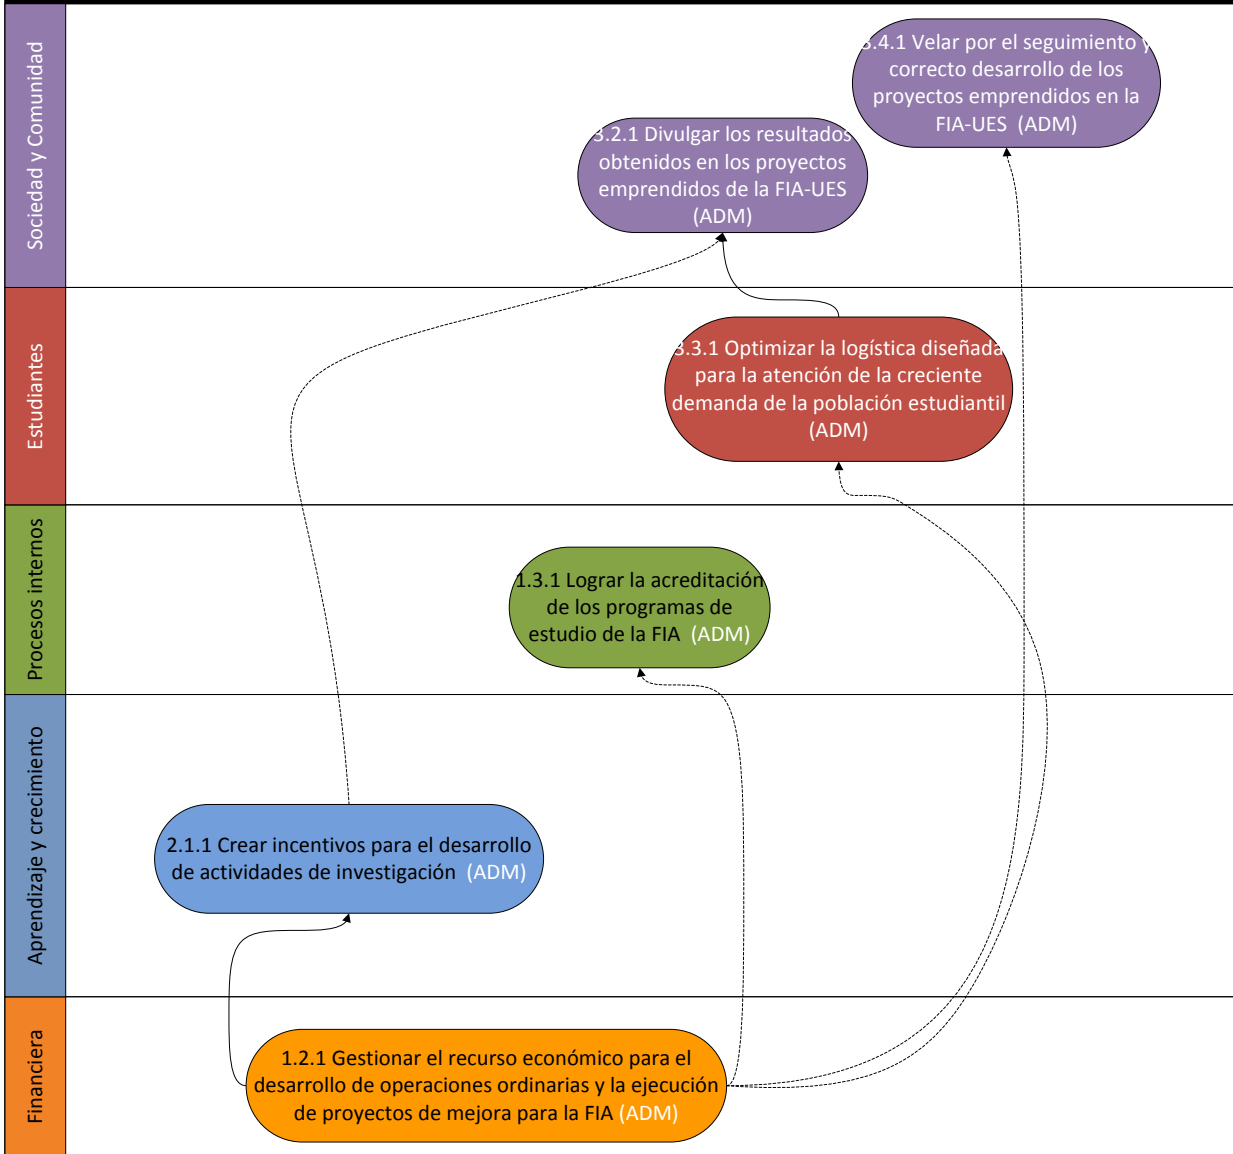 Sociedad y Comunidad
3.4.1 Velar por el seguimiento y
correcto desarrollo de los
proyectos emprendidos en la
FIA-UES (ADM)
3.2.1 Divulgar los resultados
obtenidos en los proyectos
emprendidos de la FIA-UES
(ADM)
Estudiantes
3.3.1 Optimizar la logística diseñada
para la atención de la creciente
demanda de la población estudiantil
(ADM)
Procesos internos
1.3.1 Lograr la acreditación
de los programas de
estudio de la FIA (ADM)
Aprendizaje y crecimiento
2.1.1 Crear incentivos para el desarrollo
de actividades de investigación (ADM)
Financiera
1.2.1 Gestionar el recurso económico para el
desarrollo de operaciones ordinarias y la ejecución
de proyectos de mejora para la FIA (ADM)